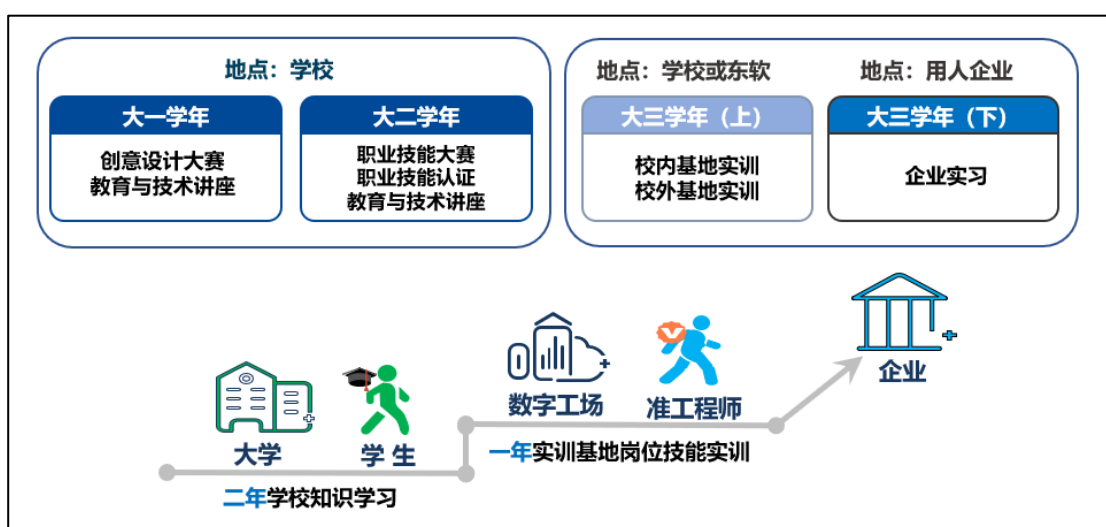 地点：学校
大一学年
创意设计大赛
教育与技术讲座
大二学年
职业技能大赛
职业技能认证
教育与技术讲座
地点：学校或东软
大三学年（上）
校内基地实训
校外基地实训
地点：用人企业
大三学年（下）
企业实习
大学
学 生
二年学校知识学习
数字工场
准工程师
一年实训基地岗位技能实训
企业